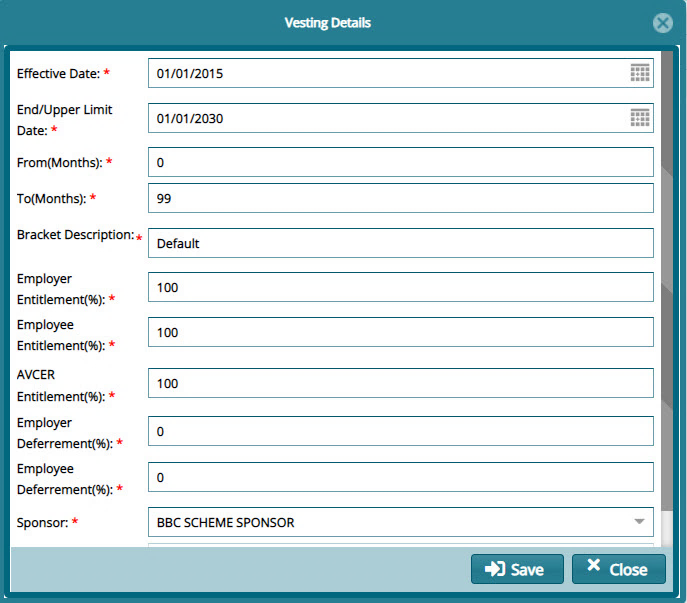 Vesting Details
Effective Date: * 01/01/2015
End/Upper Limit
Date: * 01/01/2030
From(Months): * 0
To(Months): * 99
Bracket Description: * Default
Employer
Entitlement(%): * 100
Employee
Entitlement(%): * 100
AVCER
Entitlement(%): * 100
Employer
Deferrement(%): * 0
Employee
Deferrement(%): * 0
Sponsor: * BBC SCHEME SPONSOR
Save Close